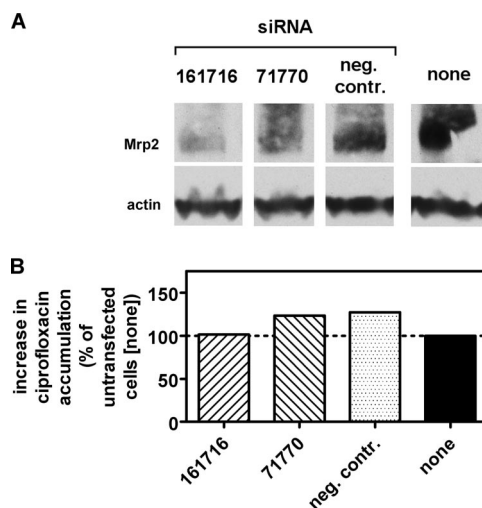 A
siRNA
161716 71770 neg. contr. none
Mrp2
actin
B
increase in
ciprofloxacin
accumulation
(% of
untransfected
cells [none])
150
100
50
0
161716 71770 neg. contr. none